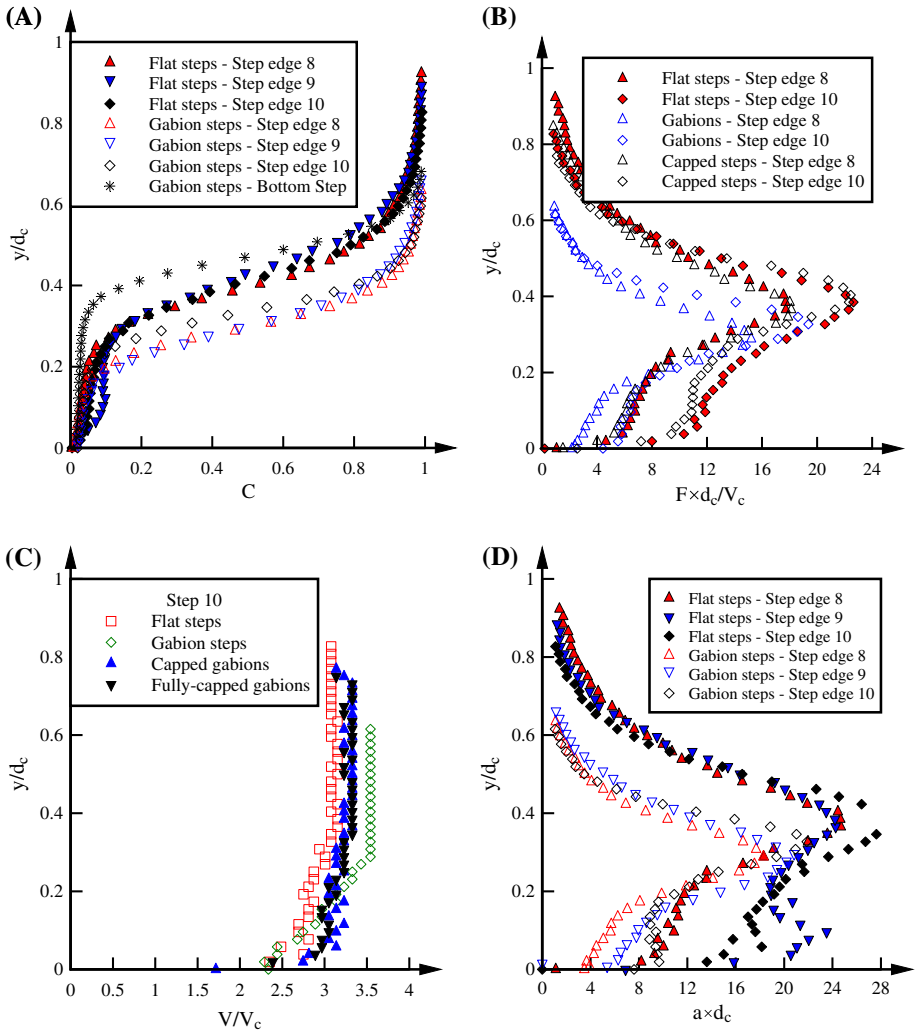 (A)
1
0.8
0.6
0.4
0.2
0
y/dc
Flat steps - Step edge 8
Flat steps - Step edge 9
Flat steps - Step edge 10
Gabion steps - Step edge 8
Gabion steps - Step edge 9
Gabion steps - Step edge 10
Gabion steps - Bottom Step
0 0.2 0.4 0.6 0.8 1
C
(B)
1
0.8
0.6
0.4
0.2
0
y/dc
Flat steps - Step edge 8
Flat steps - Step edge 10
Gabions - Step edge 8
Gabions - Step edge 10
Capped steps - Step edge 8
Capped steps - Step edge 10
0 4 8 12 16 20 24
F×dc/Vc
(C)
1
0.8
0.6
0.4
0.2
0
y/dc
Step 10
Flat steps
Gabion steps
Capped gabions
Fully-capped gabions
0 0.5 1 1.5 2 2.5 3 3.5 4
V/Vc
(D)
1
0.8
0.6
0.4
0.2
0
y/dc
Flat steps - Step edge 8
Flat steps - Step edge 9
Flat steps - Step edge 10
Gabion steps - Step edge 8
Gabion steps - Step edge 9
Gabion steps - Step edge 10
0 4 8 12 16 20 24 28
a×dc